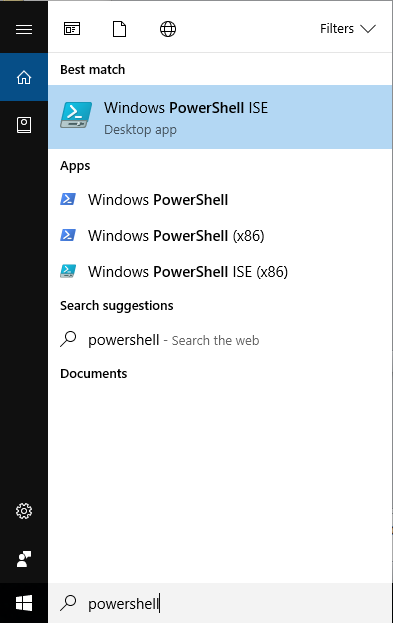 Filters
Best match
Windows PowerShell ISE
Desktop app
Apps
Windows PowerShell
Windows PowerShell (x86)
Windows PowerShell ISE (x86)
Search suggestions
powershell - Search the web
Documents
powershell